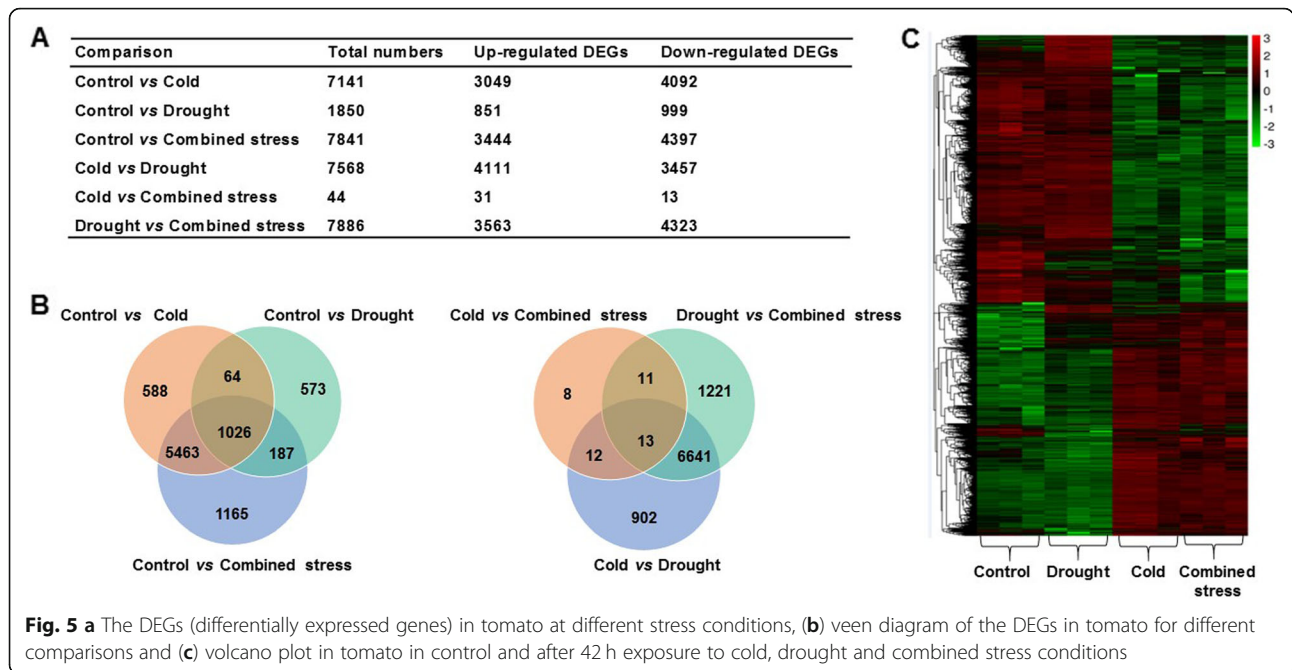 A
Comparison Total numbers Up-regulated DEGs Down-regulated DEGs
Control vs Cold 7141 3049 4092
Control vs Drought 1850 851 999
Control vs Combined stress 7841 3444 4397
Cold vs Drought 7568 4111 3457
Cold vs Combined stress 44 31 13
Drought vs Combined stress 7886 3563 4323
B
Control vs Cold Control vs Drought
588 64 573
1026
5463 187
1165
Control vs Combined stress
Cold vs Combined stress Drought vs Combined stress
8 11 1221
13
12 6641
902
Cold vs Drought
C
3
2
1
0
-1
-2
-3
Control Drought Cold Combined
stress
Fig. 5 a The DEGs (differentially expressed genes) in tomato at different stress conditions, (b) veen diagram of the DEGs in tomato for different
comparisons and (c) volcano plot in tomato in control and after 42 h exposure to cold, drought and combined stress conditions